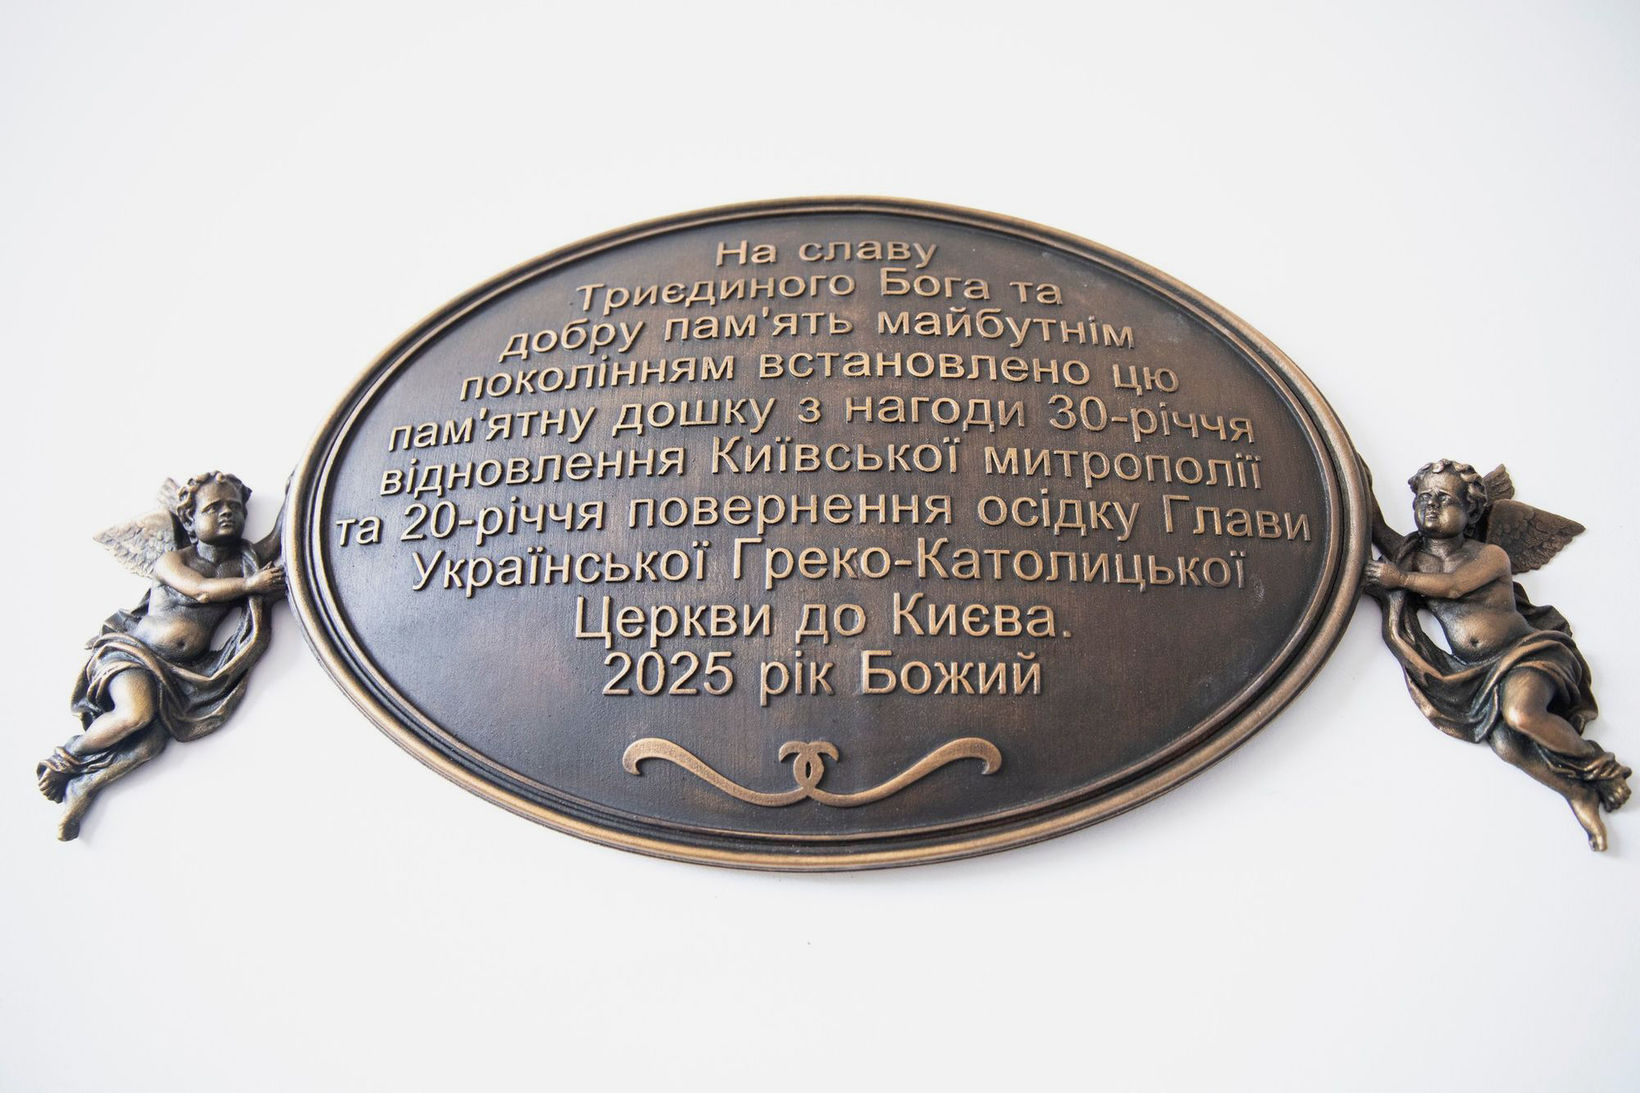 На славу
Триєдиного Бога та
добру пам'ять майбутнім
поколінням встановлено цю
пам'ятну дошку з нагоди 30-річчя
відновлення Київської митрополії
та 20-річчя повернення осідку Глави
Української Греко-Католицької
Церкви до Києва.
2025 рік Божий